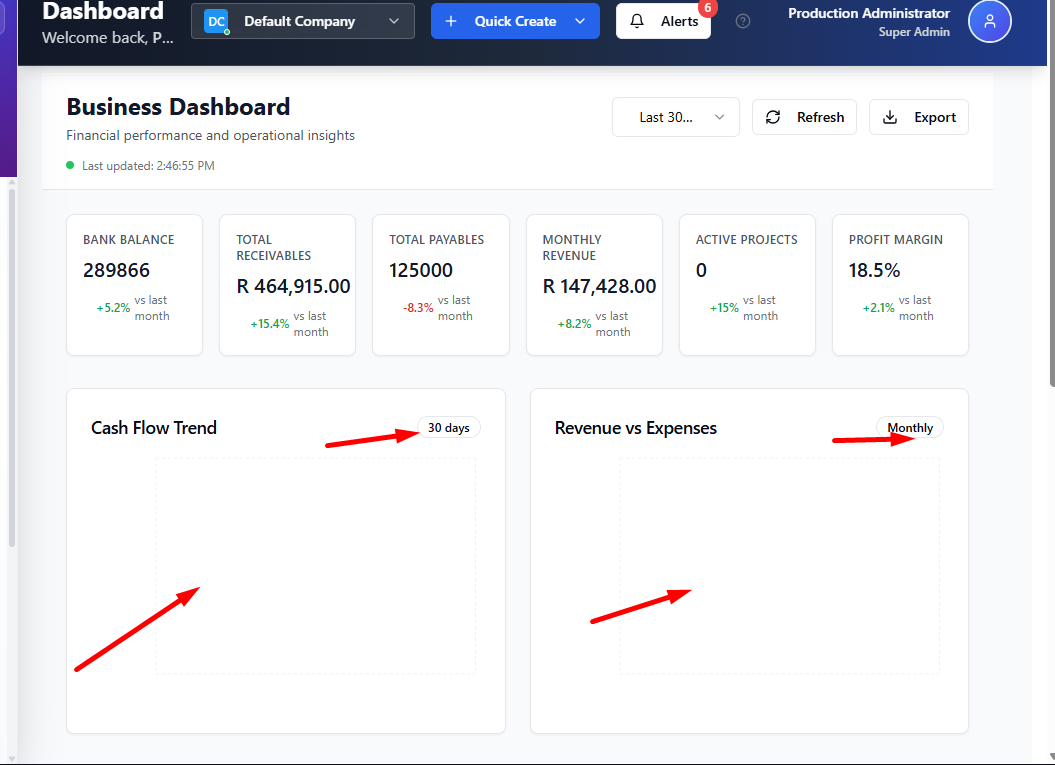 Dashboard
Welcome back, P...
DC Default Company
Quick Create
Alerts
6
Production Administrator
Super Admin
Business Dashboard
Financial performance and operational insights
Last updated: 2:46:55 PM
Last 30...
Refresh
Export
BANK BALANCE
289866
+5.2% vs last
month
TOTAL
RECEIVABLES
R 464,915.00
+15.4% vs last
month
TOTAL PAYABLES
125000
-8.3% vs last
month
MONTHLY
REVENUE
R 147,428.00
+8.2% vs last
month
ACTIVE PROJECTS
0
+15% vs last
month
PROFIT MARGIN
18.5%
+2.1% vs last
month
Cash Flow Trend
30 days
Revenue vs Expenses
Monthly